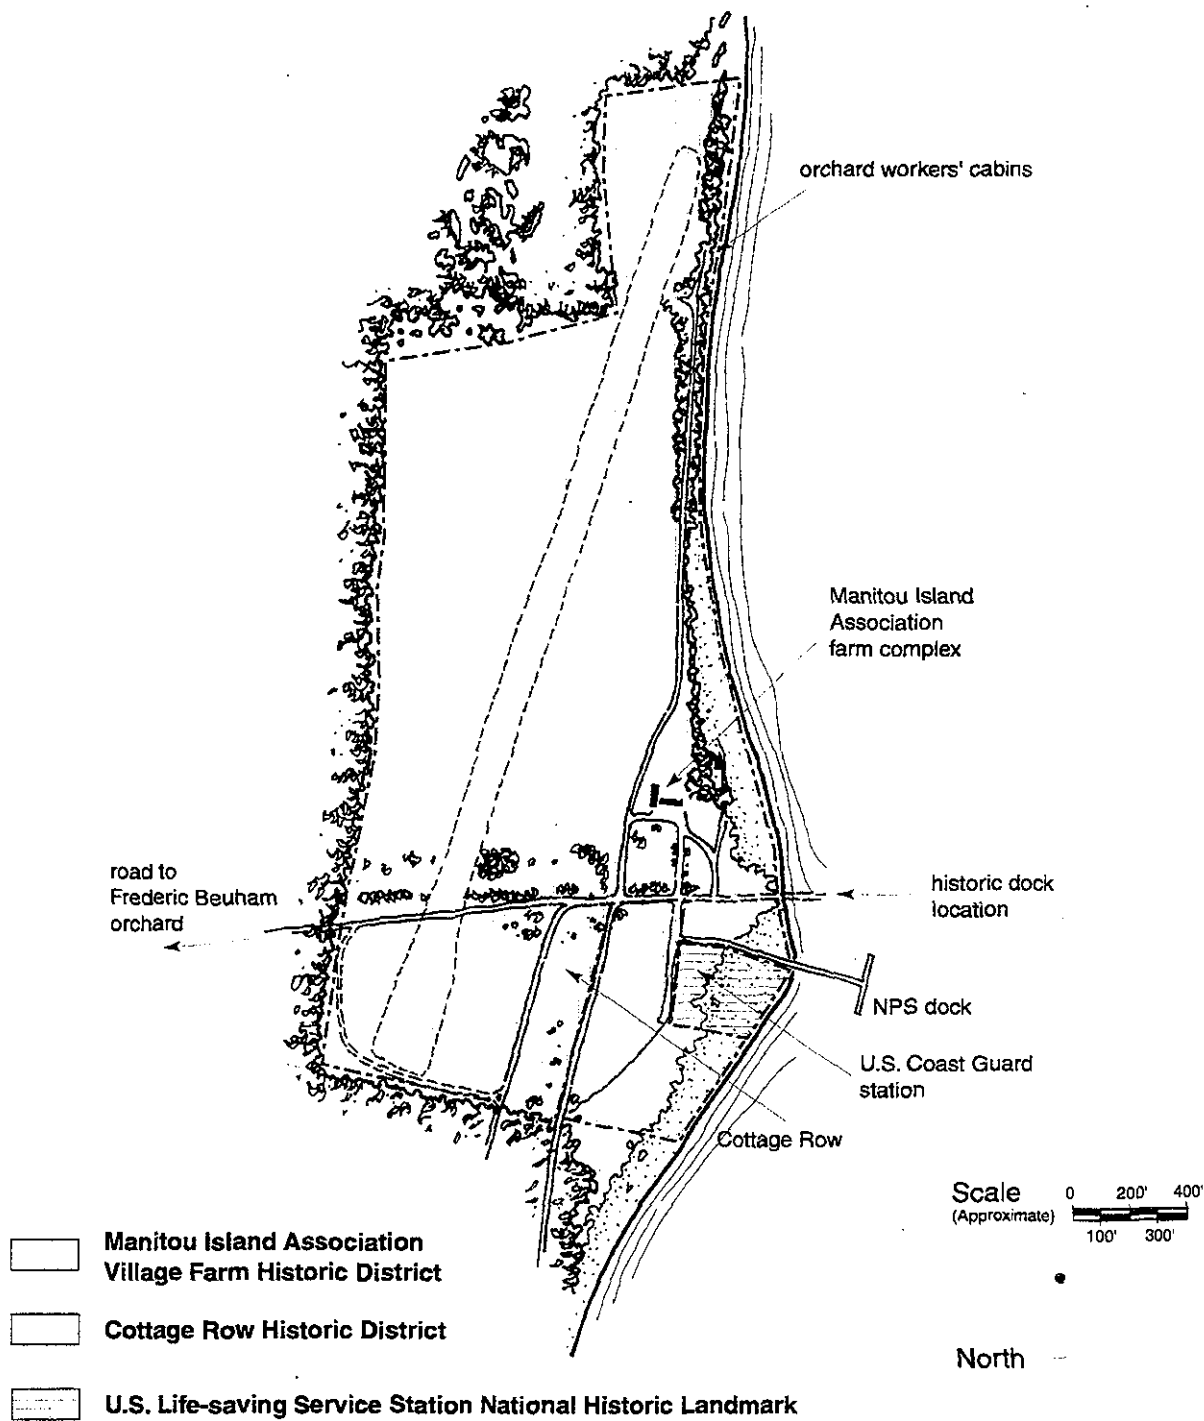 orchard workers' cabins
Manitou Island
Association
farm complex
road to
Frederic Beuham
orchard
historic dock
location
NPS dock
U.S. Coast Guard
station
Cottage Row
Scale
(Approximate)
0 200' 400'
100' 300'
Manitou Island Association
Village Farm Historic District
Cottage Row Historic District
North
U.S. Life-saving Service Station National Historic Landmark